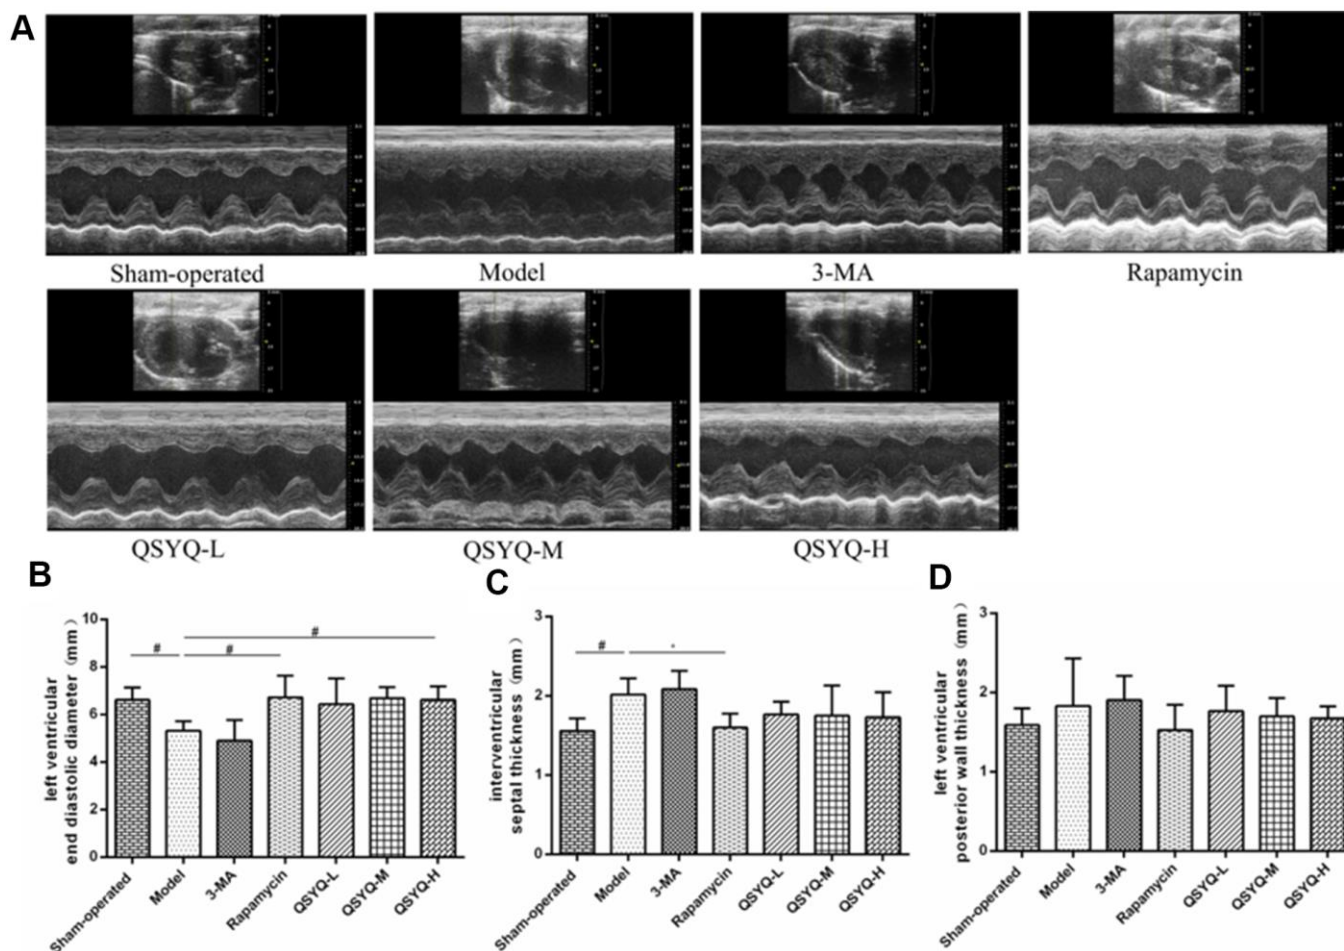 A
Sham-operated
Model
3-MA
Rapamycin
QSYQ-L
QSYQ-M
QSYQ-H
B
left ventricular
end diastolic diameter (mm)
10
8
6
4
2
0
#
#
#
Sham-operated
Model
3-MA
Rapamycin
QSYQ-L
QSYQ-M
QSYQ-H
C
interventricular
septal thickness (mm)
3
2
1
0
#
*
Sham-operated
Model
3-MA
Rapamycin
QSYQ-L
QSYQ-M
QSYQ-H
D
left ventricular
posterior wall thickness (mm)
3
2
1
0
Sham-operated
Model
3-MA
Rapamycin
QSYQ-L
QSYQ-M
QSYQ-H